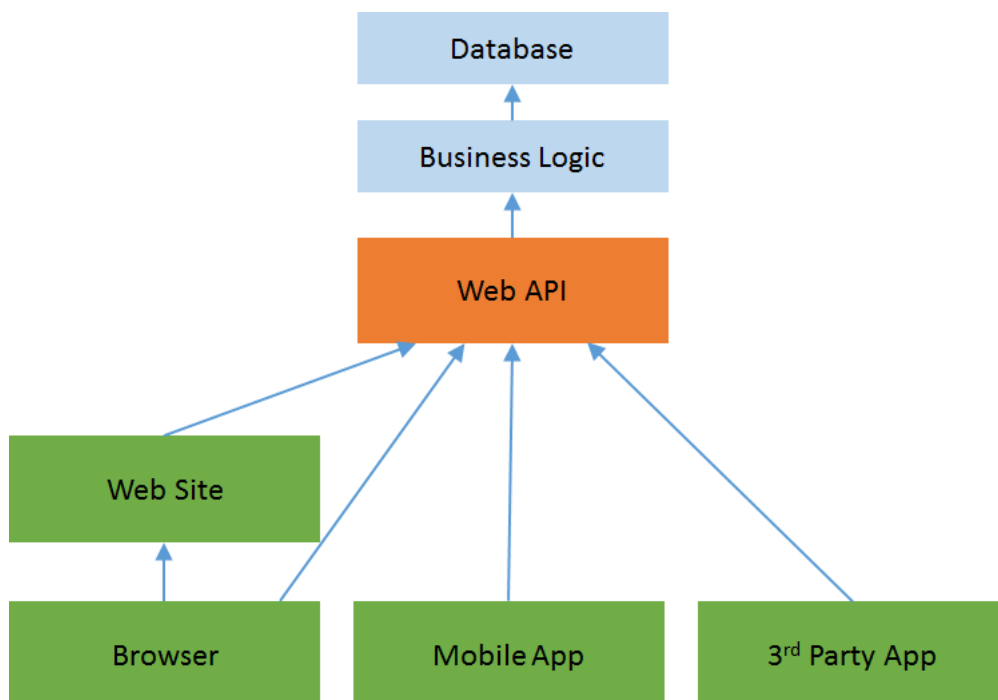 Database
Business Logic
Web API
Web Site
Browser
Mobile App
3rd Party App